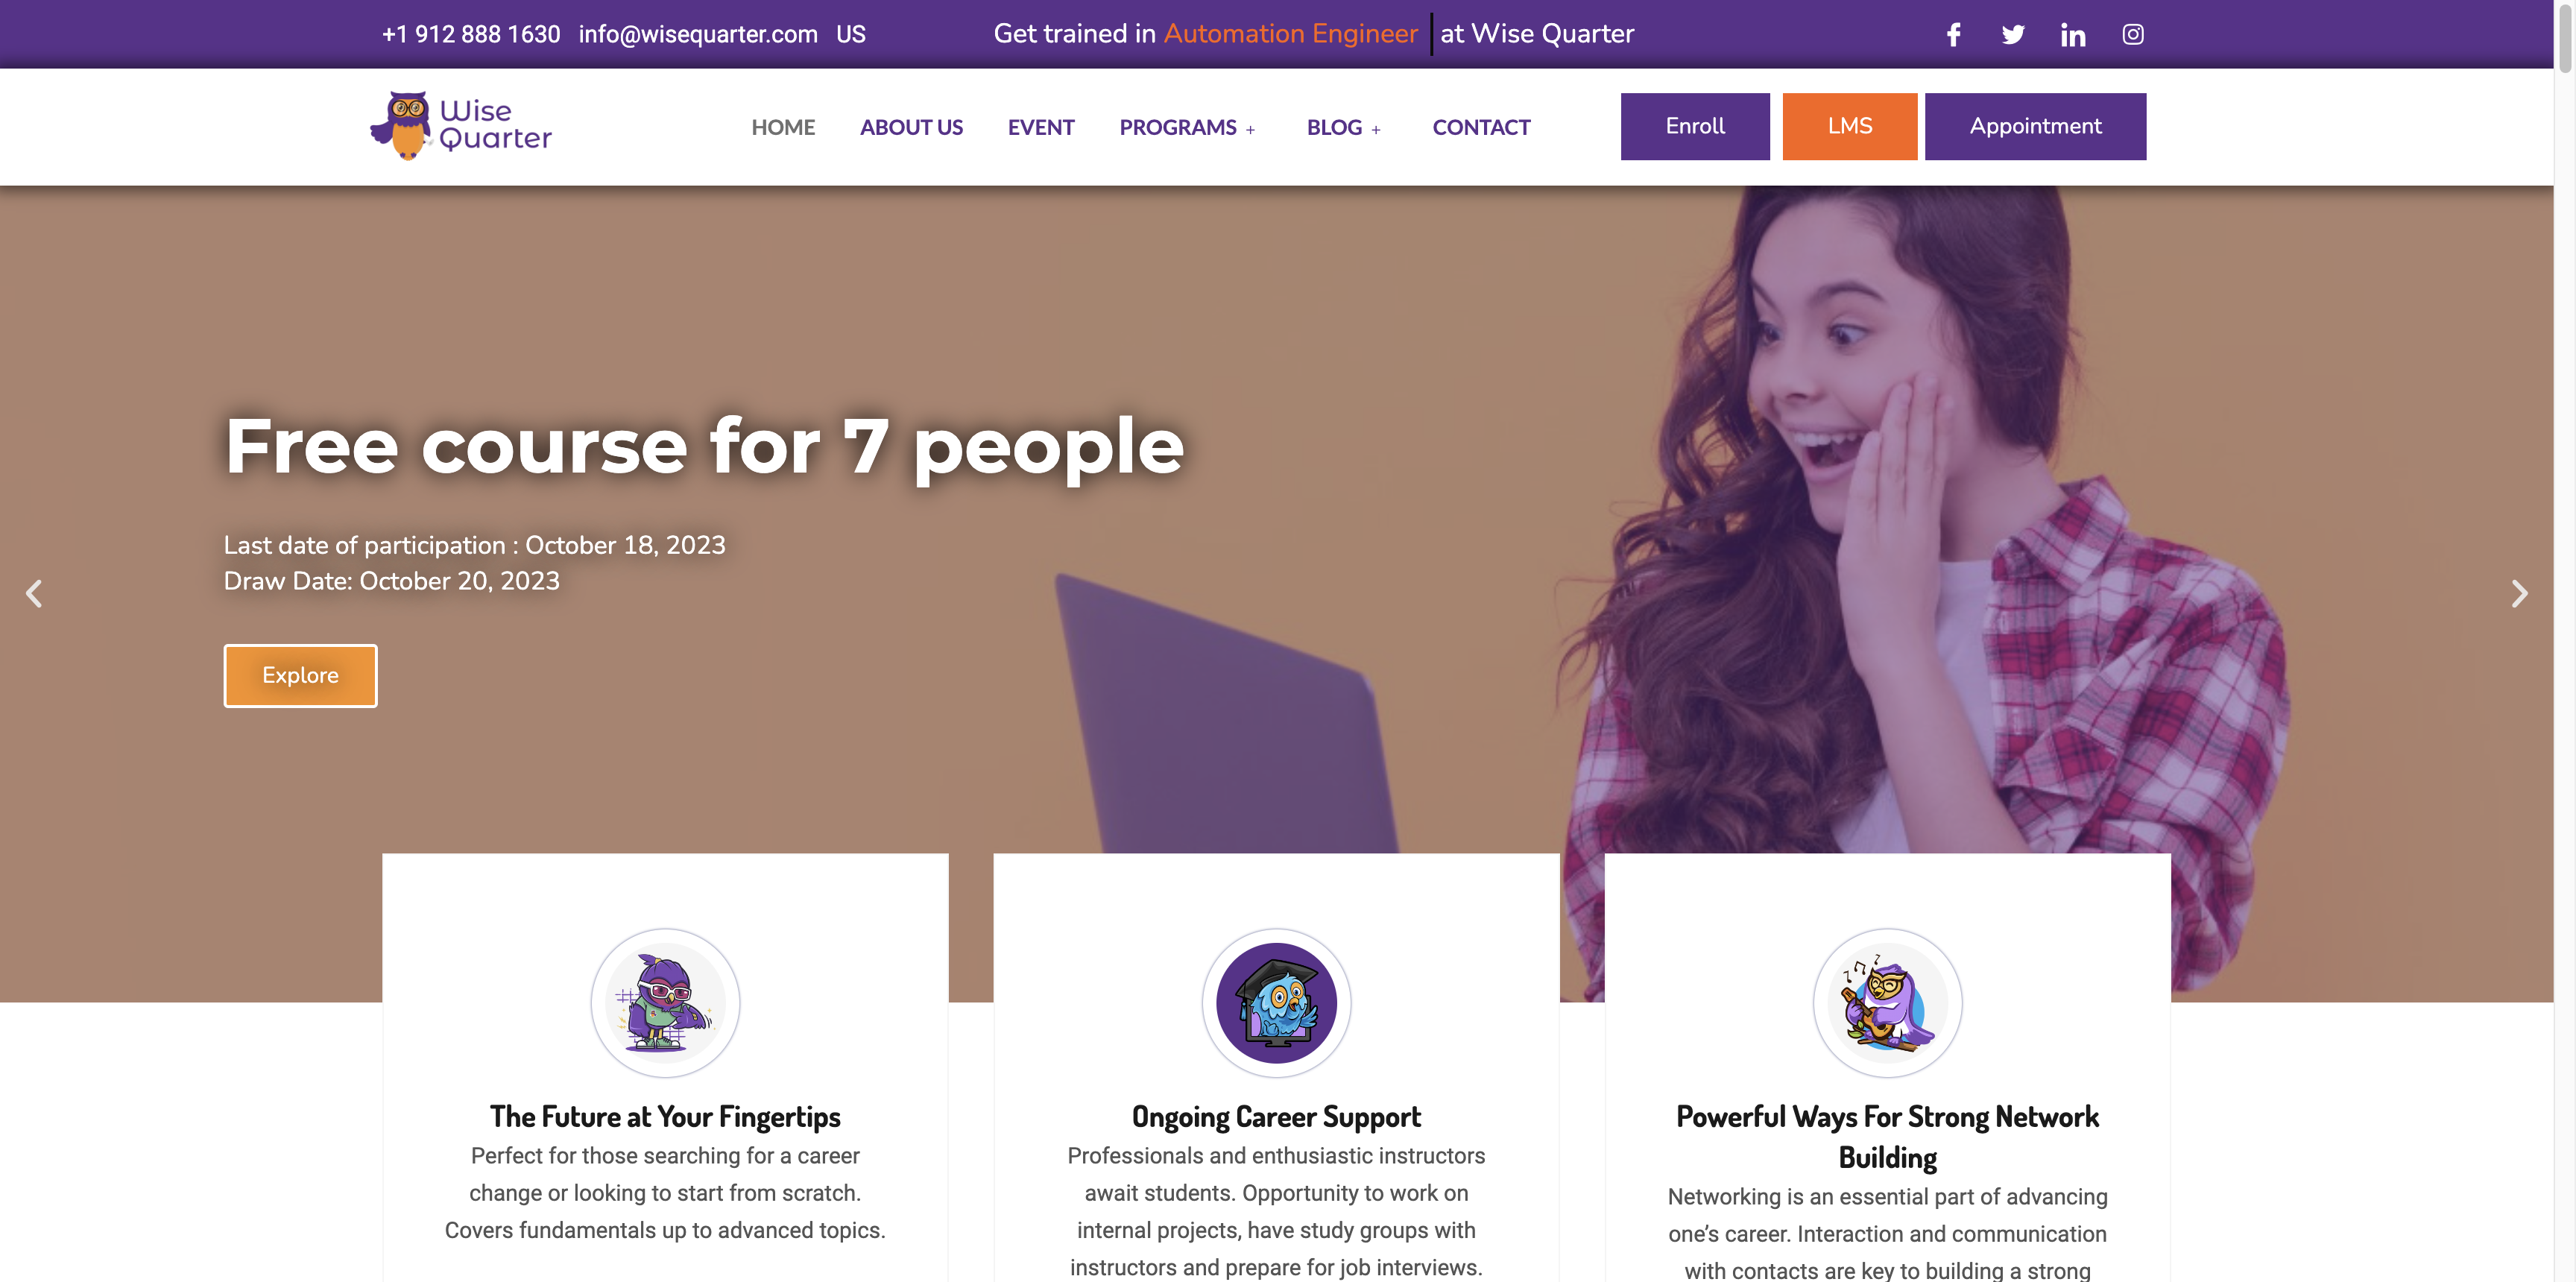 +1 912 888 1630 info@wisequarter.com US
Get trained in Automation Engineer at Wise Quarter
Wise
Quarter
HOME ABOUT US EVENT PROGRAMS + BLOG + CONTACT
Enroll LMS Appointment
Free course for 7 people
Last date of participation : October 18, 2023
Draw Date: October 20, 2023
Explore
The Future at Your Fingertips
Perfect for those searching for a career
change or looking to start from scratch.
Covers fundamentals up to advanced topics.
Ongoing Career Support
Professionals and enthusiastic instructors
await students. Opportunity to work on
internal projects, have study groups with
instructors and prepare for job interviews.
Powerful Ways For Strong Network
Building
Networking is an essential part of advancing
one’s career. Interaction and communication
with contacts are key to building a strong